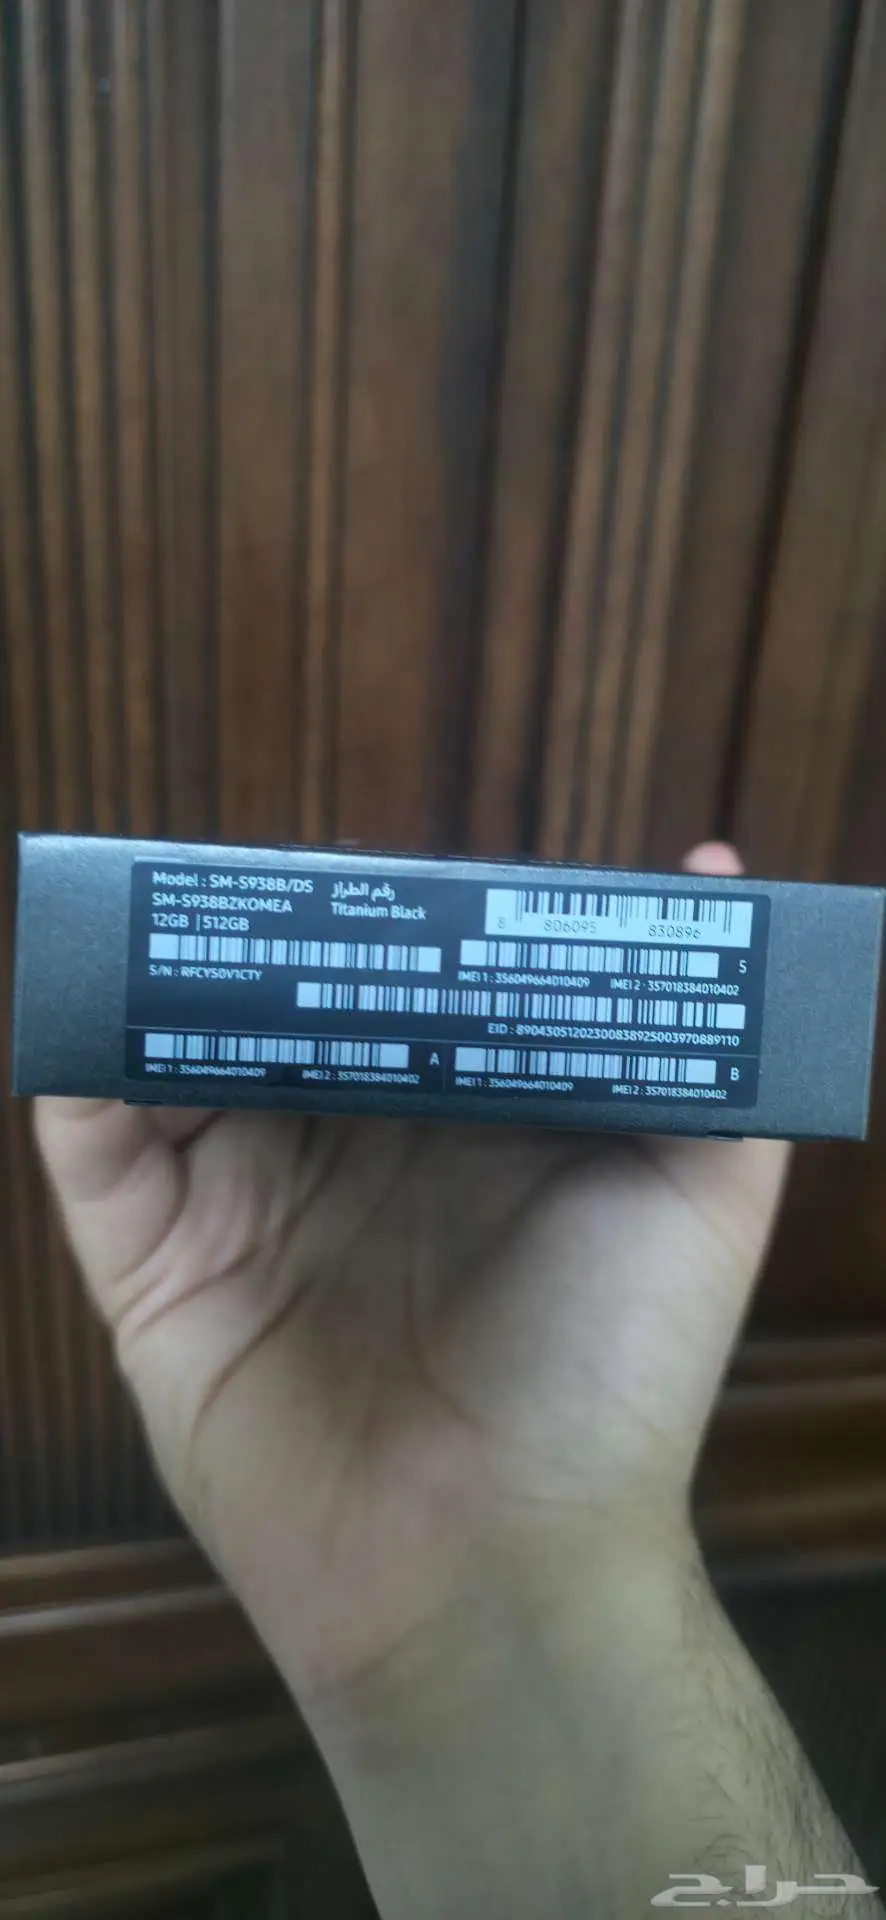 Model : SM-S938B/DS رقم الطراز
SM-S938BZKOMEA Titanium Black
12GB | 512GB
8 806095 830896
S/N : RFCY50V1CTY
S
IMEI 1 : 356049664010409 IMEI 2 : 357018384010402
EID : 89043051202300838925003970889110
A
IMEI 1 : 356049664010409 IMEI 2 : 357018384010402
B
IMEI 1 : 356049664010409 IMEI 2 : 357018384010402
حراج